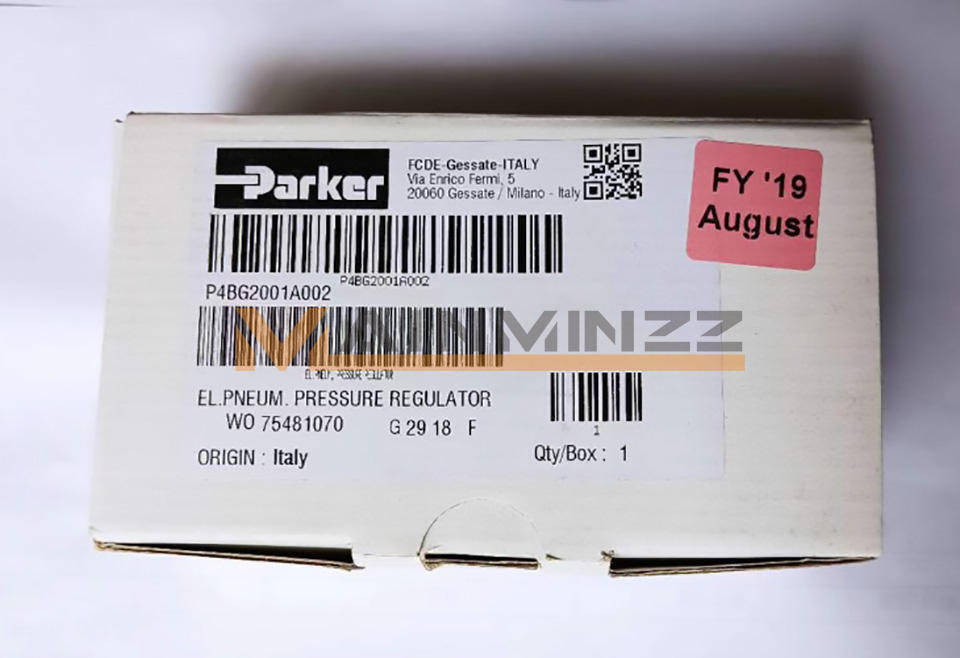 Parker
FCDE-Gessate-ITALY
Via Enrico Fermi, 5
20060 Gessate / Milano - Italy
FY '19
August
P4BG2001A002
P4BG2001A002
MAINMINZZ
EL.PNEUM. PRESSURE REGULATOR
EL.PNEUM. PRESSURE REGULATOR
WO 75481070 G 29 18 F
1
ORIGIN : Italy
Qty/Box : 1